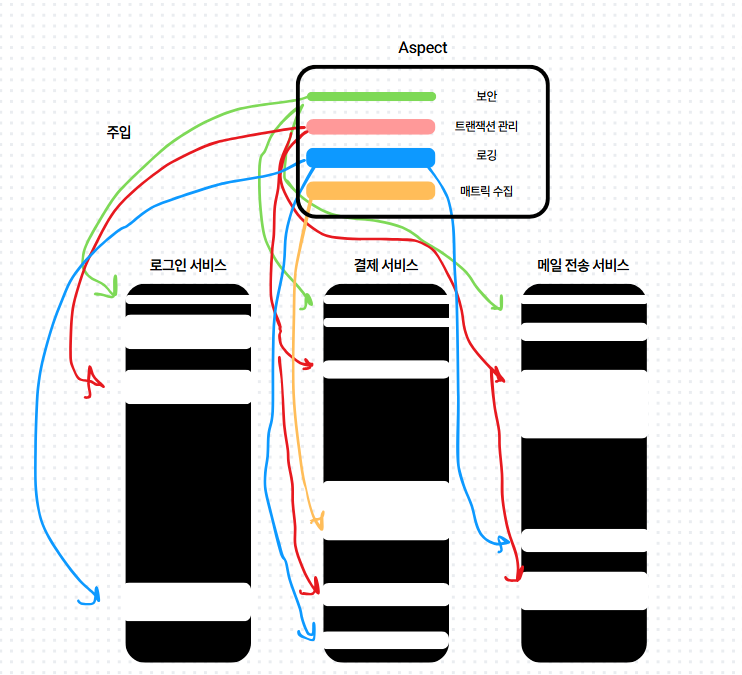 Aspect
보안
주입
트랜잭션 관리
로깅
매트릭 수집
로그인 서비스
결제 서비스
메일 전송 서비스